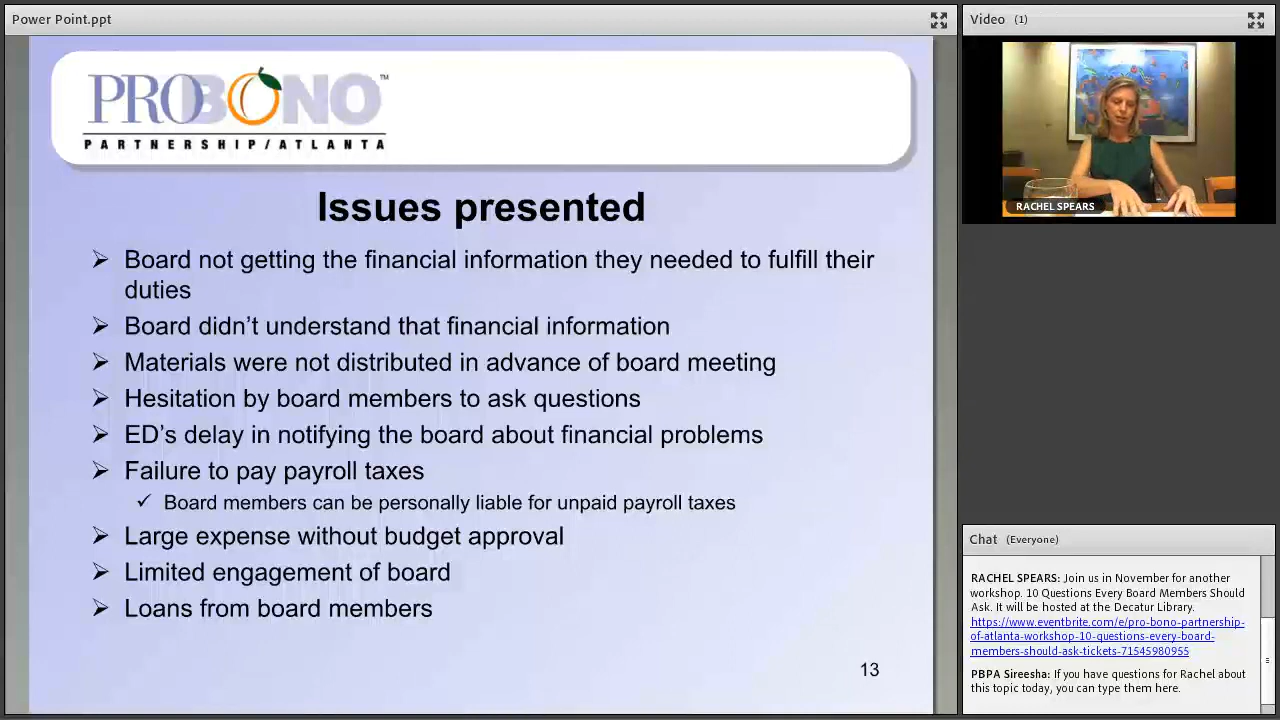 Power Point.ppt
PROBONO™
PARTNERSHIP/ATLANTA
Issues presented
Board not getting the financial information they needed to fulfill their
duties
Board didn’t understand that financial information
Materials were not distributed in advance of board meeting
Hesitation by board members to ask questions
ED’s delay in notifying the board about financial problems
Failure to pay payroll taxes
Board members can be personally liable for unpaid payroll taxes
Large expense without budget approval
Limited engagement of board
Loans from board members
13
Video (1)
RACHEL SPEARS
Chat (Everyone)
RACHEL SPEARS: Join us in November for another
workshop. 10 Questions Every Board Members Should
Ask. It will be hosted at the Decatur Library.
https://www.eventbrite.com/e/pro-bono-partnership-
of-atlanta-workshop-10-questions-every-board-
members-should-ask-tickets-71545980955
PBPA Sireesha: If you have questions for Rachel about
this topic today, you can type them here.